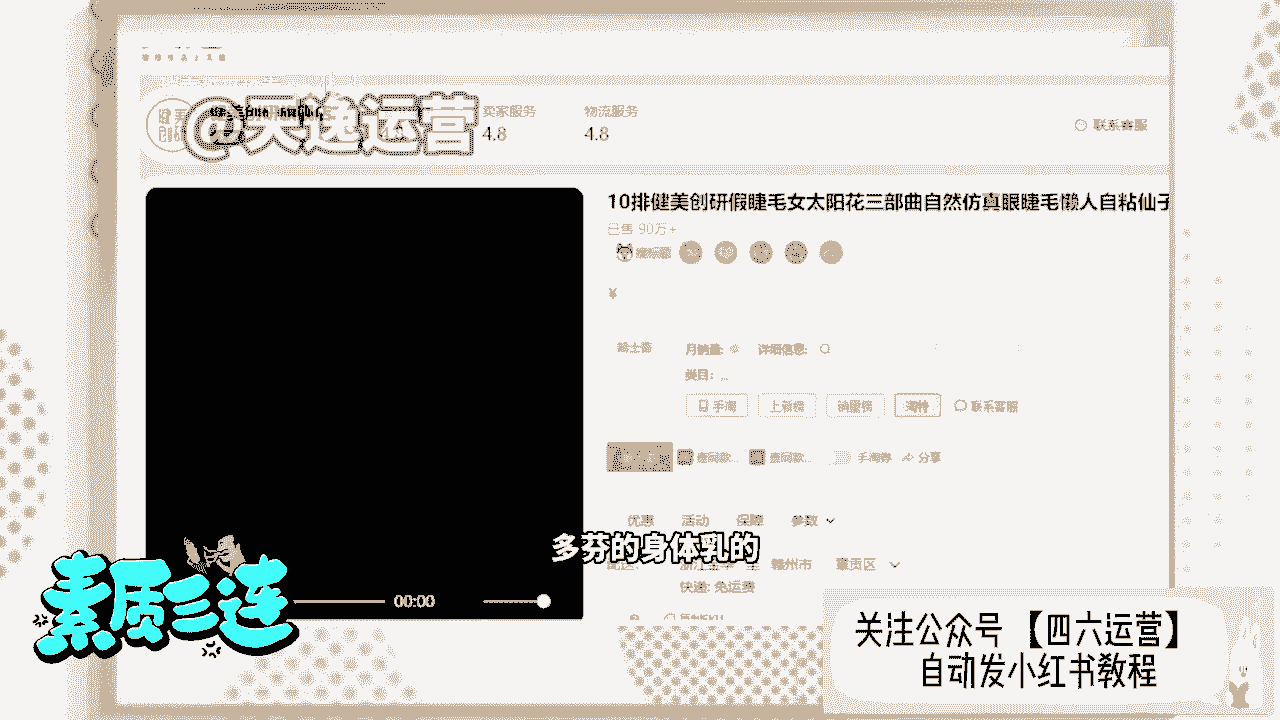 @天逸运营
卖家服务
4.8
物流服务
4.8
联系客服
10排健美创研假睫毛女太阳花三部曲自然仿真眼睫毛懒人自粘仙子
已售 90万+
¥
月销量:
详细信息:
类目:
手淘
上新榜
销量榜
淘特
联系客服
查同款...
查同款...
手淘券
分享
优惠
活动
保障
参数
多芬的身体乳的
赣州市
章贡区
快递: 免运费
00:00
素质三连
关注公众号【四六运营】
自动发小红书教程